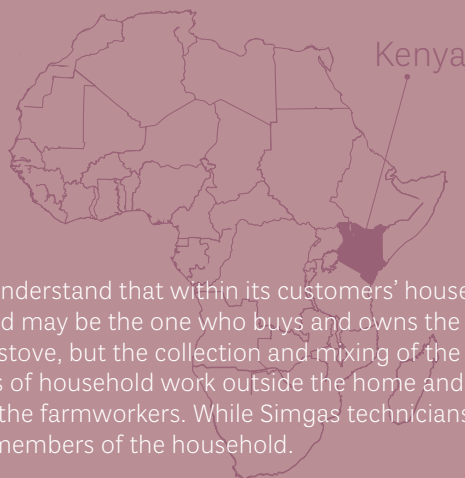 Kenya
nderstand that within its customers’ house
d may be the one who buys and owns the
stove, but the collection and mixing of the
s of household work outside the home and
the farmworkers. While Simgas technicians
members of the household.